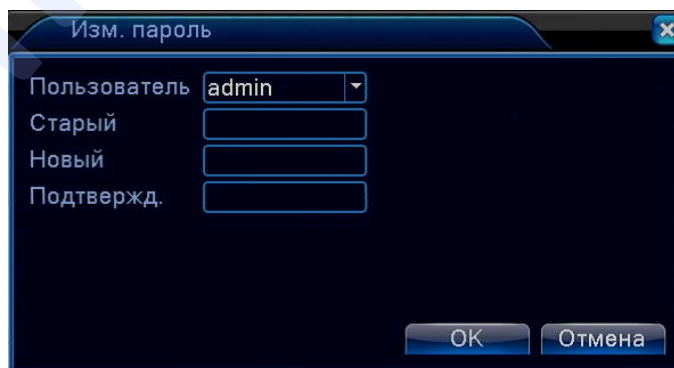 Изм. пароль
Пользователь admin
Старый
Новый
Подтвержд.
OK Отмена